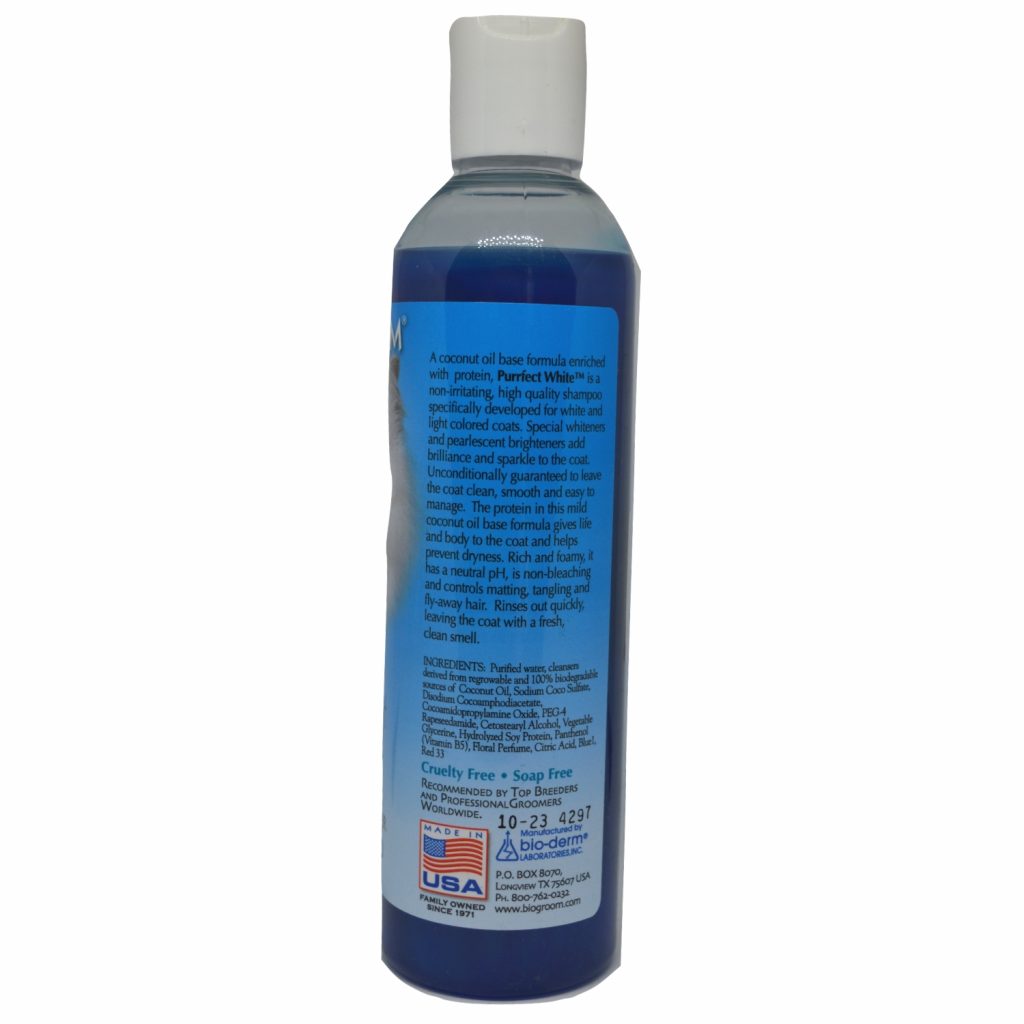 M®
A coconut oil base formula enriched
with protein, Purrfect White™ is a
non-irritating, high quality shampoo
specifically developed for white and
light colored coats. Special whiteners
and pearlescent brighteners add
brilliance and sparkle to the coat.
Unconditionally guaranteed to leave
the coat clean, smooth and easy to
manage. The protein in this mild
coconut oil base formula gives life
and body to the coat and helps
prevent dryness. Rich and foamy, it
has a neutral pH, is non-bleaching
and controls matting, tangling and
fly-away hair. Rinses out quickly,
leaving the coat with a fresh,
clean smell.
INGREDIENTS: Purified water, cleansers
derived from regrowable and 100% biodegradable
sources of Coconut Oil, Sodium Coco Sulfate,
Disodium Cocoamphodiacetate,
Cocoamidopropylamine Oxide, PEG-4
Rapeseedamide, Cetostearyl Alcohol, Vegetable
Glycerine, Hydrolyzed Soy Protein, Panthenol
(Vitamin B5), Floral Perfume, Citric Acid, Blue1,
Red 33
Cruelty Free • Soap Free
RECOMMENDED BY TOP BREEDERS
AND PROFESSIONAL GROOMERS
WORLDWIDE.
10-23 4297
MADE IN
USA
FAMILY OWNED
SINCE 1971
Manufactured by
bio-derm®
LABORATORIES, INC.
P.O. BOX 8070,
LONGVIEW TX 75607 USA
PH. 800-762-0232
www.biogroom.com